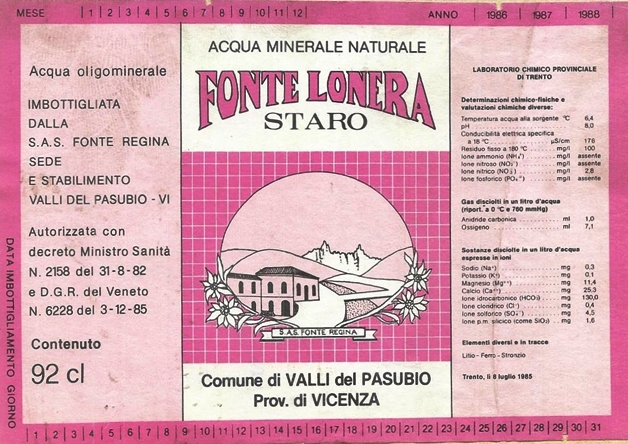 MESE | 1 | 2 | 3 | 4 | 5 | 6 | 7 | 8 | 9 | 10 | 11 | 12 | ANNO | 1986 | 1987 | 1988 |
Acqua oligominerale
IMBOTTIGLIATA
DALLA
S.A.S. FONTE REGINA
SEDE
E STABILIMENTO
VALLI DEL PASUBIO - VI
Autorizzata con
decreto Ministro Sanità
N. 2158 del 31-8-82
e D.G.R. del Veneto
N. 6228 del 3-12-85
Contenuto
92 cl
ACQUA MINERALE NATURALE
FONTE LONERA
STARO
S.A.S. FONTE REGINA
Comune di VALLI del PASUBIO
Prov. di VICENZA
LABORATORIO CHIMICO PROVINCIALE
DI TRENTO
Determinazioni chimico-fisiche e
valutazioni chimiche diverse:
Temperatura acqua alla sorgente °C 6,4
pH 8,0
Conducibilità elettrica specifica
a 18 °C µS/cm 176
Residuo fisso a 180 °C mg/l 100
Ione ammonio (NH₄⁺) mg/l assente
Ione nitroso (NO₂⁻) mg/l assente
Ione nitrico (NO₃⁻) mg/l 2,8
Ione fosforico (PO₄⁻⁻) mg/l assente
Gas disciolti in un litro d'acqua
(riport. a 0 °C e 760 mmHg)
Anidride carbonica ml 1,0
Ossigeno ml 7,1
Sostanze disciolte in un litro d'acqua
espresse in ioni
Sodio (Na⁺) mg 0,3
Potassio (K⁺) mg 0,1
Magnesio (Mg⁺⁺) mg 11,4
Calcio (Ca⁺⁺) mg 25,3
Ione idrocarbonico (HCO₃⁻) mg 130,0
Ione cloridrico (Cl⁻) mg 0,4
Ione solforico (SO₄⁻) mg 4,5
Ione p.m. silicico (come SiO₂) mg 1,6
Elementi diversi e in tracce
Litio - Ferro - Stronzio
Trento, lì 8 luglio 1985
DATA IMBOTTIGLIAMENTO GIORNO
| 1 | 2 | 3 | 4 | 5 | 6 | 7 | 8 | 9 | 10 | 11 | 12 | 13 | 14 | 15 | 16 | 17 | 18 | 19 | 20 | 21 | 22 | 23 | 24 | 25 | 26 | 27 | 28 | 29 | 30 | 31